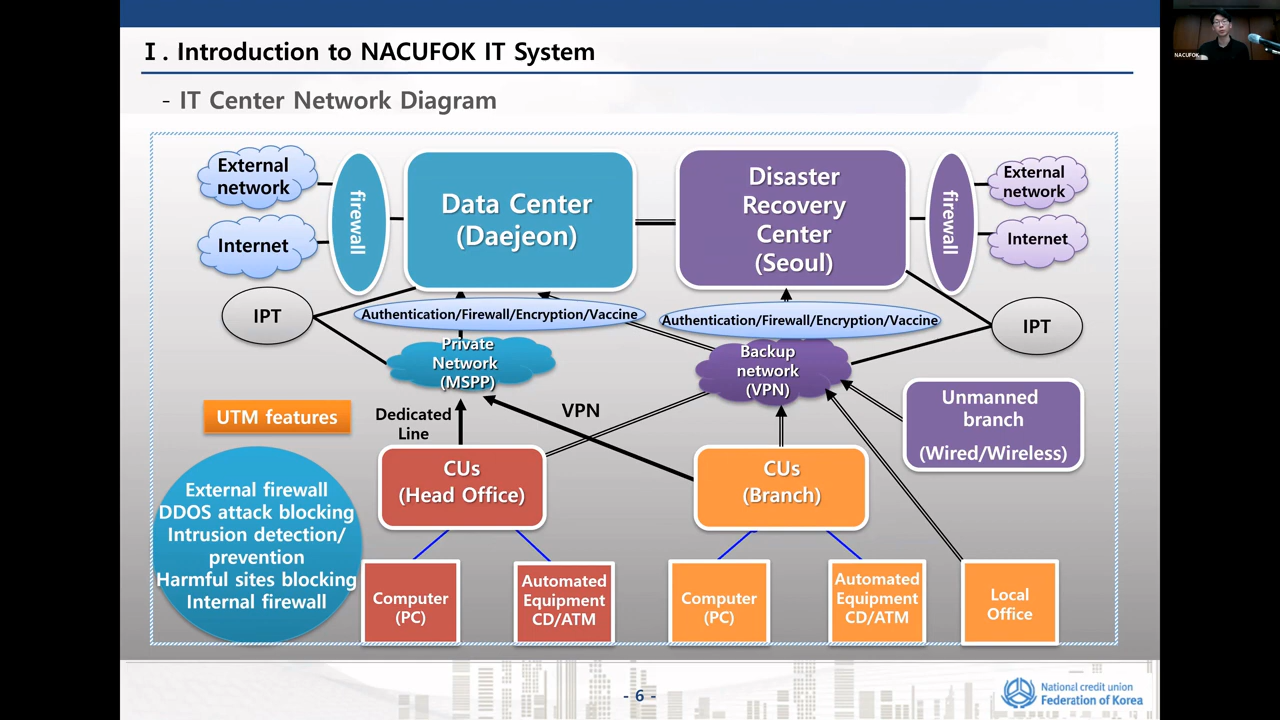 I . Introduction to NACUFOK IT System
- IT Center Network Diagram
NACUFOK
External
network
Internet
firewall
Data Center
(Daejeon)
Disaster
Recovery
Center
(Seoul)
firewall
External
network
Internet
IPT
Authentication/Firewall/Encryption/Vaccine
Authentication/Firewall/Encryption/Vaccine
IPT
Private
Network
(MSPP)
Backup
network
(VPN)
UTM features
Dedicated
Line
VPN
Unmanned
branch
(Wired/Wireless)
CUs
(Head Office)
CUs
(Branch)
External firewall
DDOS attack blocking
Intrusion detection/
prevention
Harmful sites blocking
Internal firewall
Computer
(PC)
Automated
Equipment
CD/ATM
Computer
(PC)
Automated
Equipment
CD/ATM
Local
Office
- 6 -
National credit union
Federation of Korea